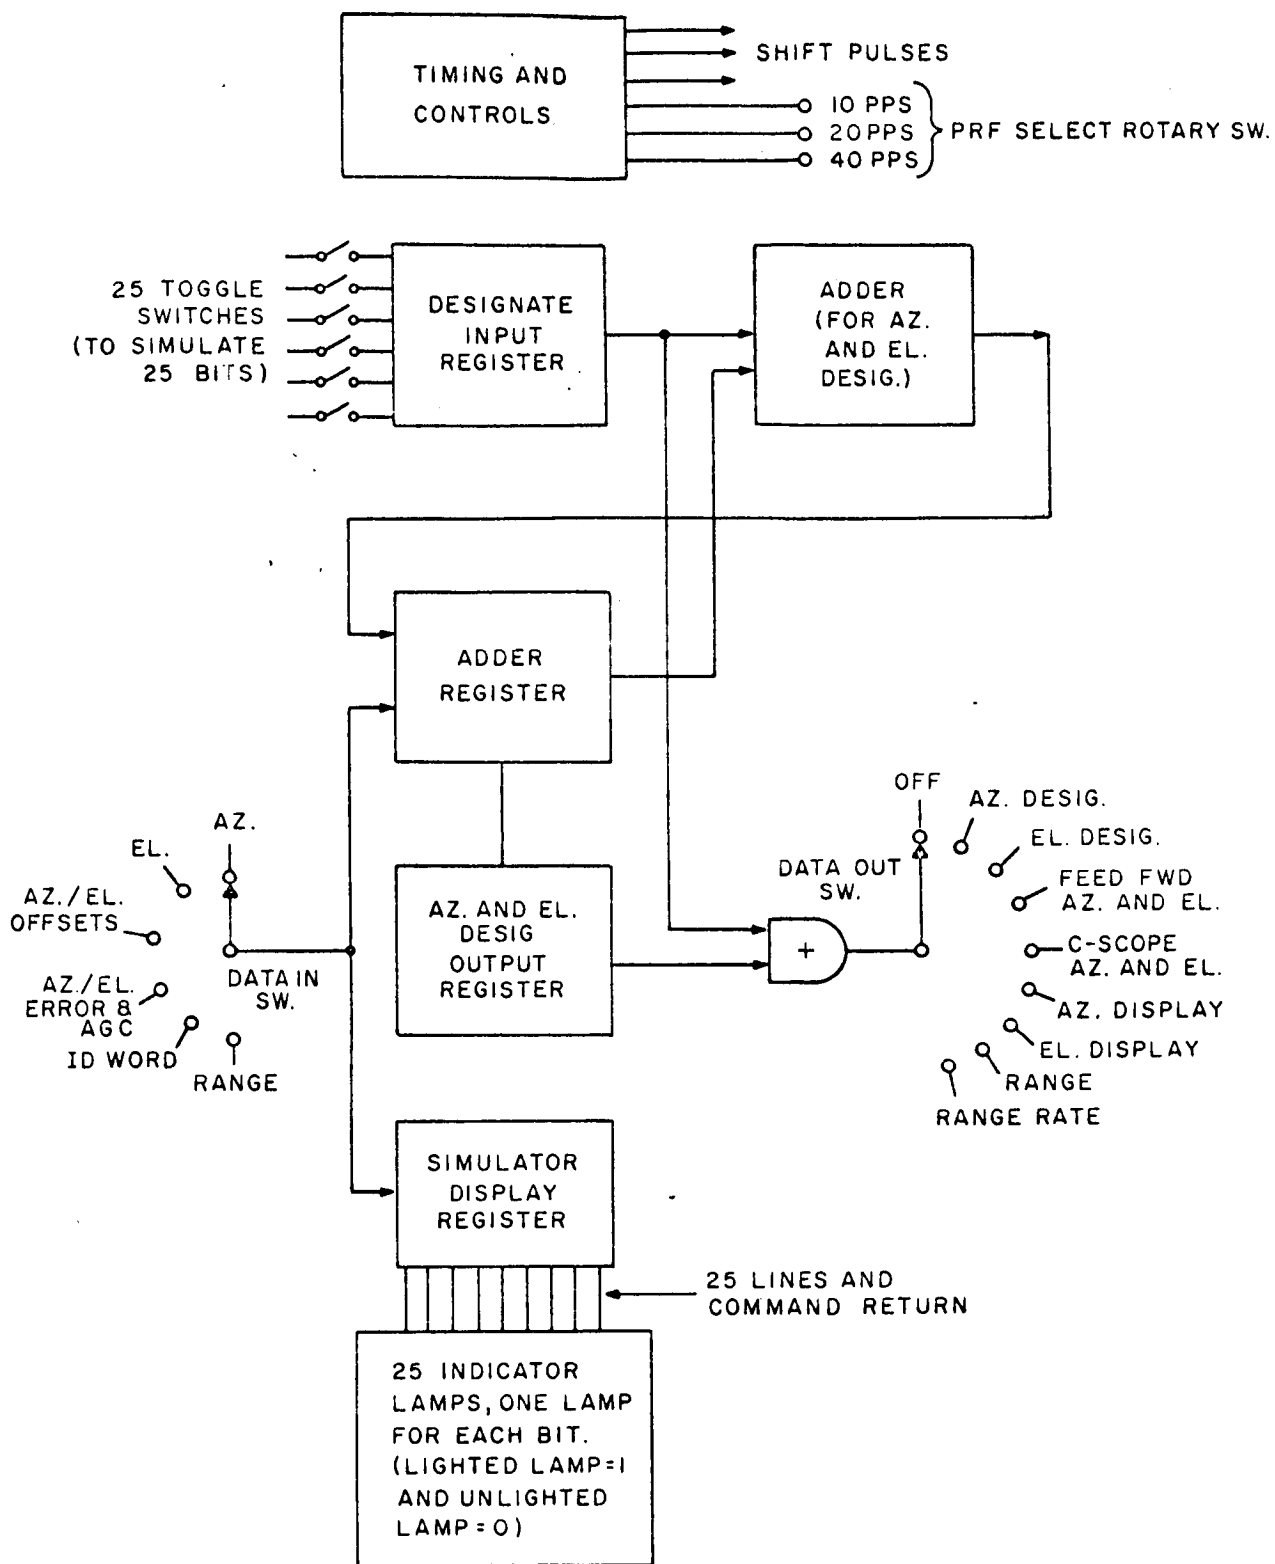 TIMING AND
CONTROLS
SHIFT PULSES
10 PPS
20 PPS
40 PPS
PRF SELECT ROTARY SW.
25 TOGGLE
SWITCHES
(TO SIMULATE
25 BITS)
DESIGNATE
INPUT
REGISTER
ADDER
(FOR AZ.
AND EL.
DESIG.)
ADDER
REGISTER
AZ.
EL.
AZ./EL.
OFFSETS
AZ./EL.
ERROR &
AGC
ID WORD
RANGE
DATA IN
SW.
AZ. AND EL.
DESIG
OUTPUT
REGISTER
+
DATA OUT
SW.
OFF
AZ. DESIG.
EL. DESIG.
FEED FWD
AZ. AND EL.
C-SCOPE
AZ. AND EL.
AZ. DISPLAY
EL. DISPLAY
RANGE
RANGE RATE
SIMULATOR
DISPLAY
REGISTER
25 LINES AND
COMMAND RETURN
25 INDICATOR
LAMPS, ONE LAMP
FOR EACH BIT.
(LIGHTED LAMP=1
AND UNLIGHTED
LAMP=0)